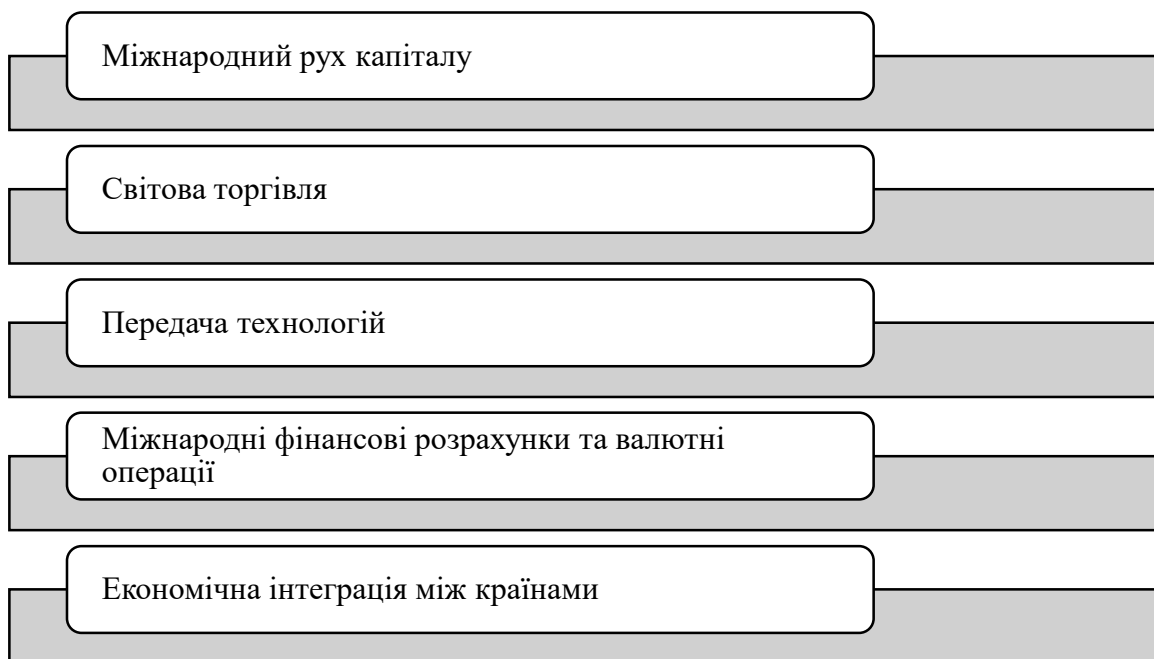 Міжнародний рух капіталу
Світова торгівля
Передача технологій
Міжнародні фінансові розрахунки та валютні
операції
Економічна інтеграція між країнами